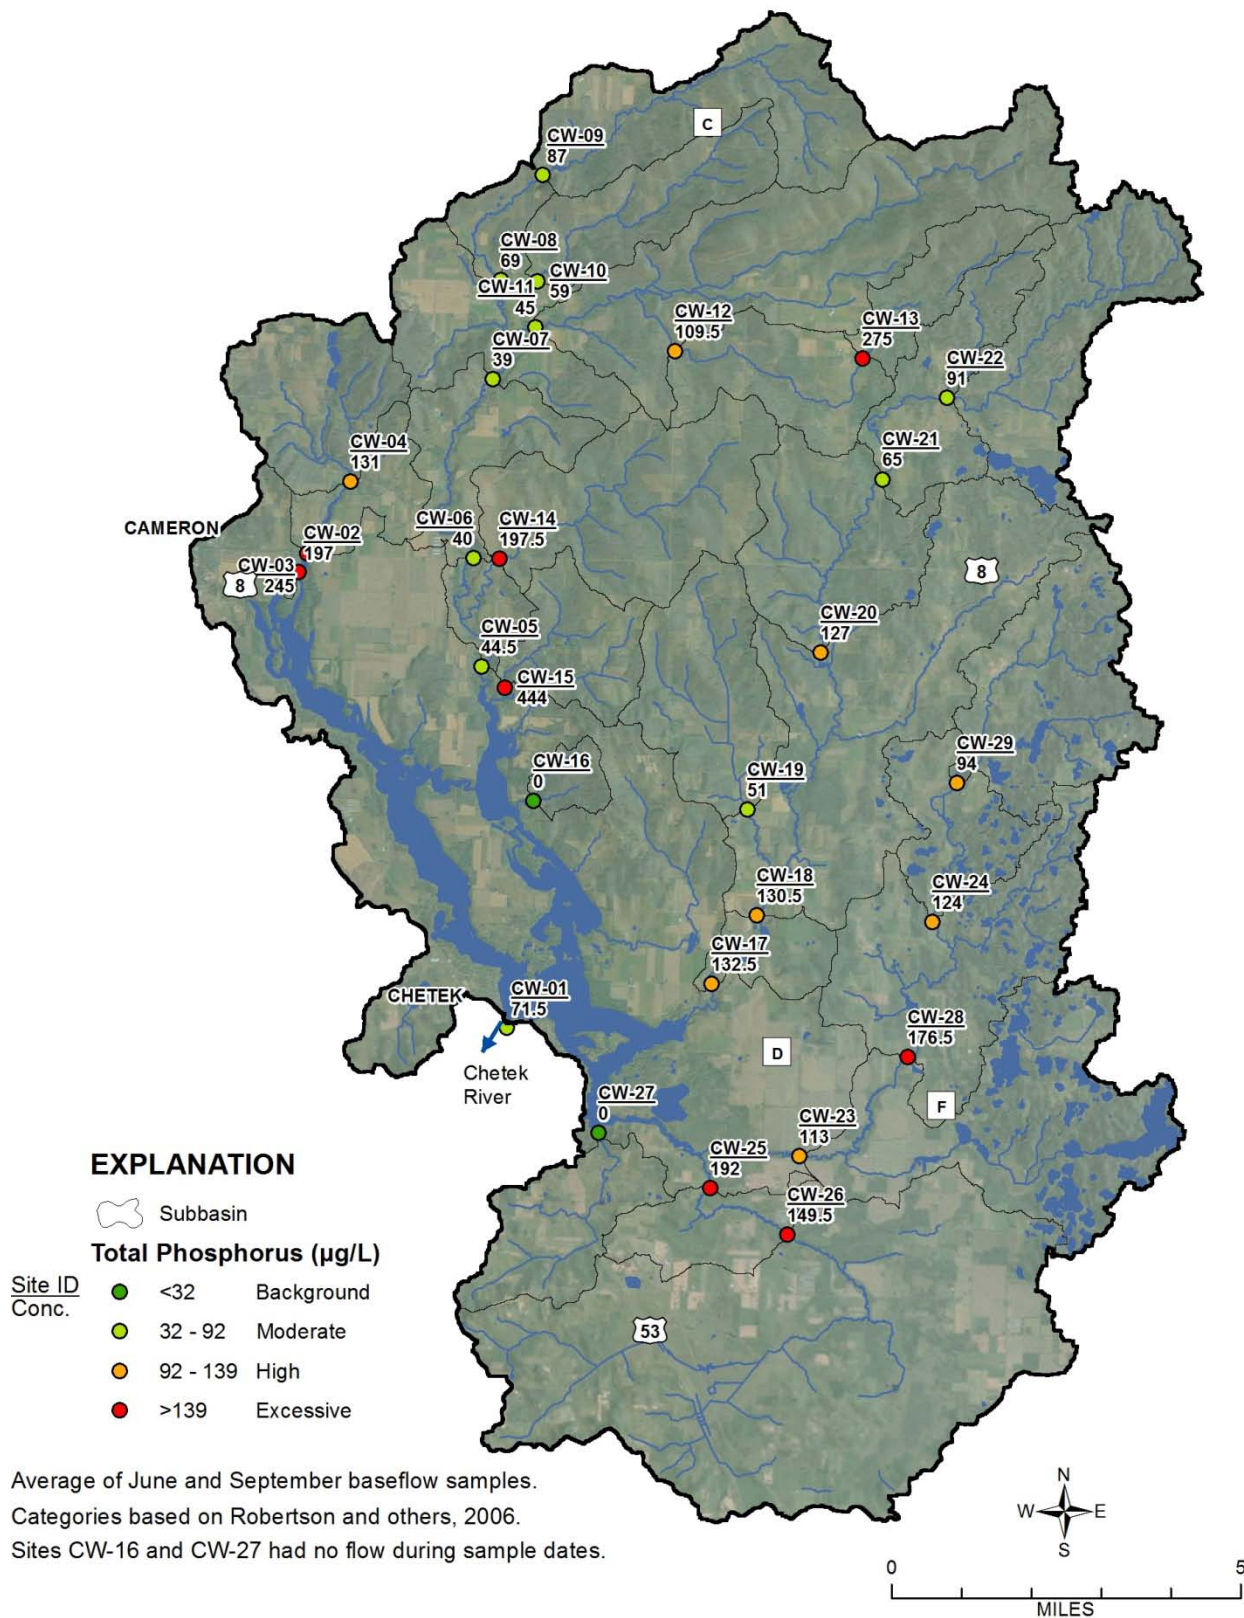 C
CW-09
87
CW-08
69
CW-10
59
CW-11
45
CW-12
109.5
CW-13
275
CW-07
39
CW-22
91
CW-04
131
CW-21
65
CAMERON
CW-02
197
CW-06
40
CW-14
197.5
CW-03
245
8
8
CW-05
44.5
CW-20
127
CW-15
444
CW-29
94
CW-16
0
CW-19
51
CW-18
130.5
CW-24
124
CW-17
132.5
CHETEK
CW-01
71.5
CW-28
176.5
D
Chetek
River
F
CW-27
0
CW-23
113
CW-25
192
CW-26
149.5
53
EXPLANATION
Subbasin
Total Phosphorus (µg/L)
Site ID
Conc.
<32 Background
32 - 92 Moderate
92 - 139 High
>139 Excessive
Average of June and September baseflow samples.
Categories based on Robertson and others, 2006.
Sites CW-16 and CW-27 had no flow during sample dates.
N
W E
S
0 5
MILES